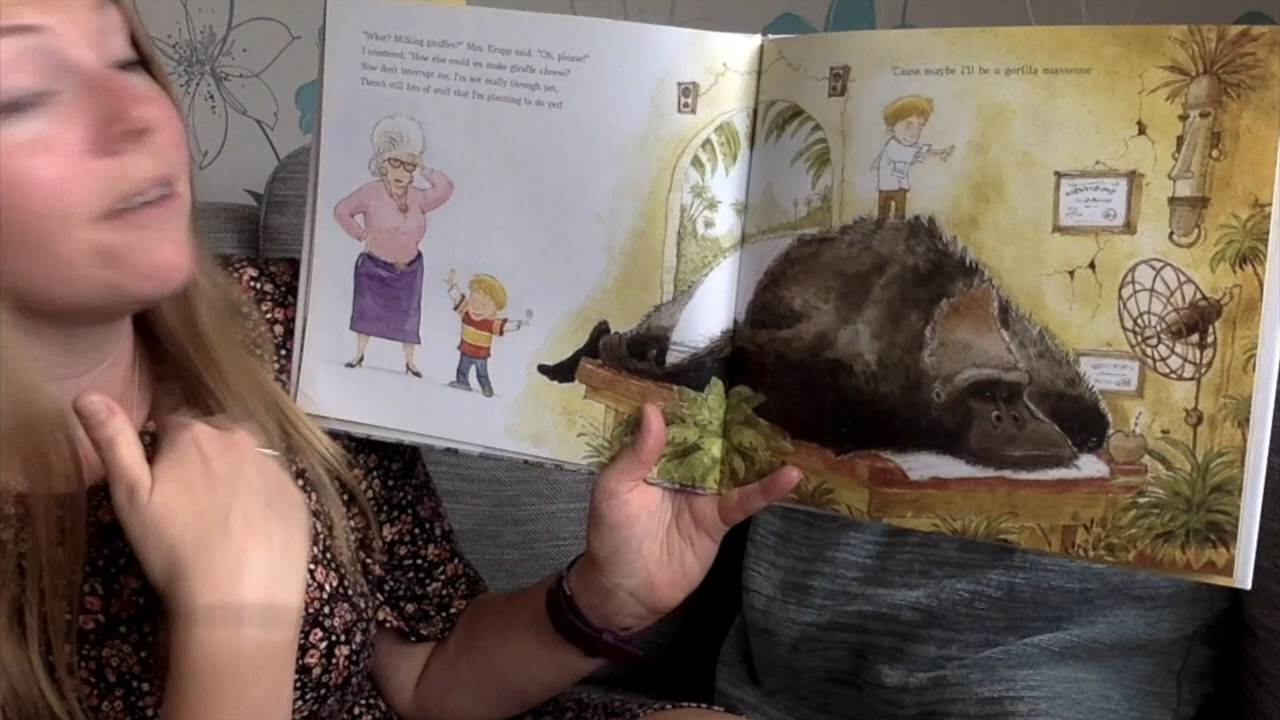 "What? Milking giraffes?" Mrs. Krupp said. "Oh, please!"
I countered, "How else could we make giraffe cheese?
Now don't interrupt me, I'm not really through yet,
There's still lots of stuff that I'm planning to do yet!
'Cause maybe i'll be a gorilla masseuse . . .